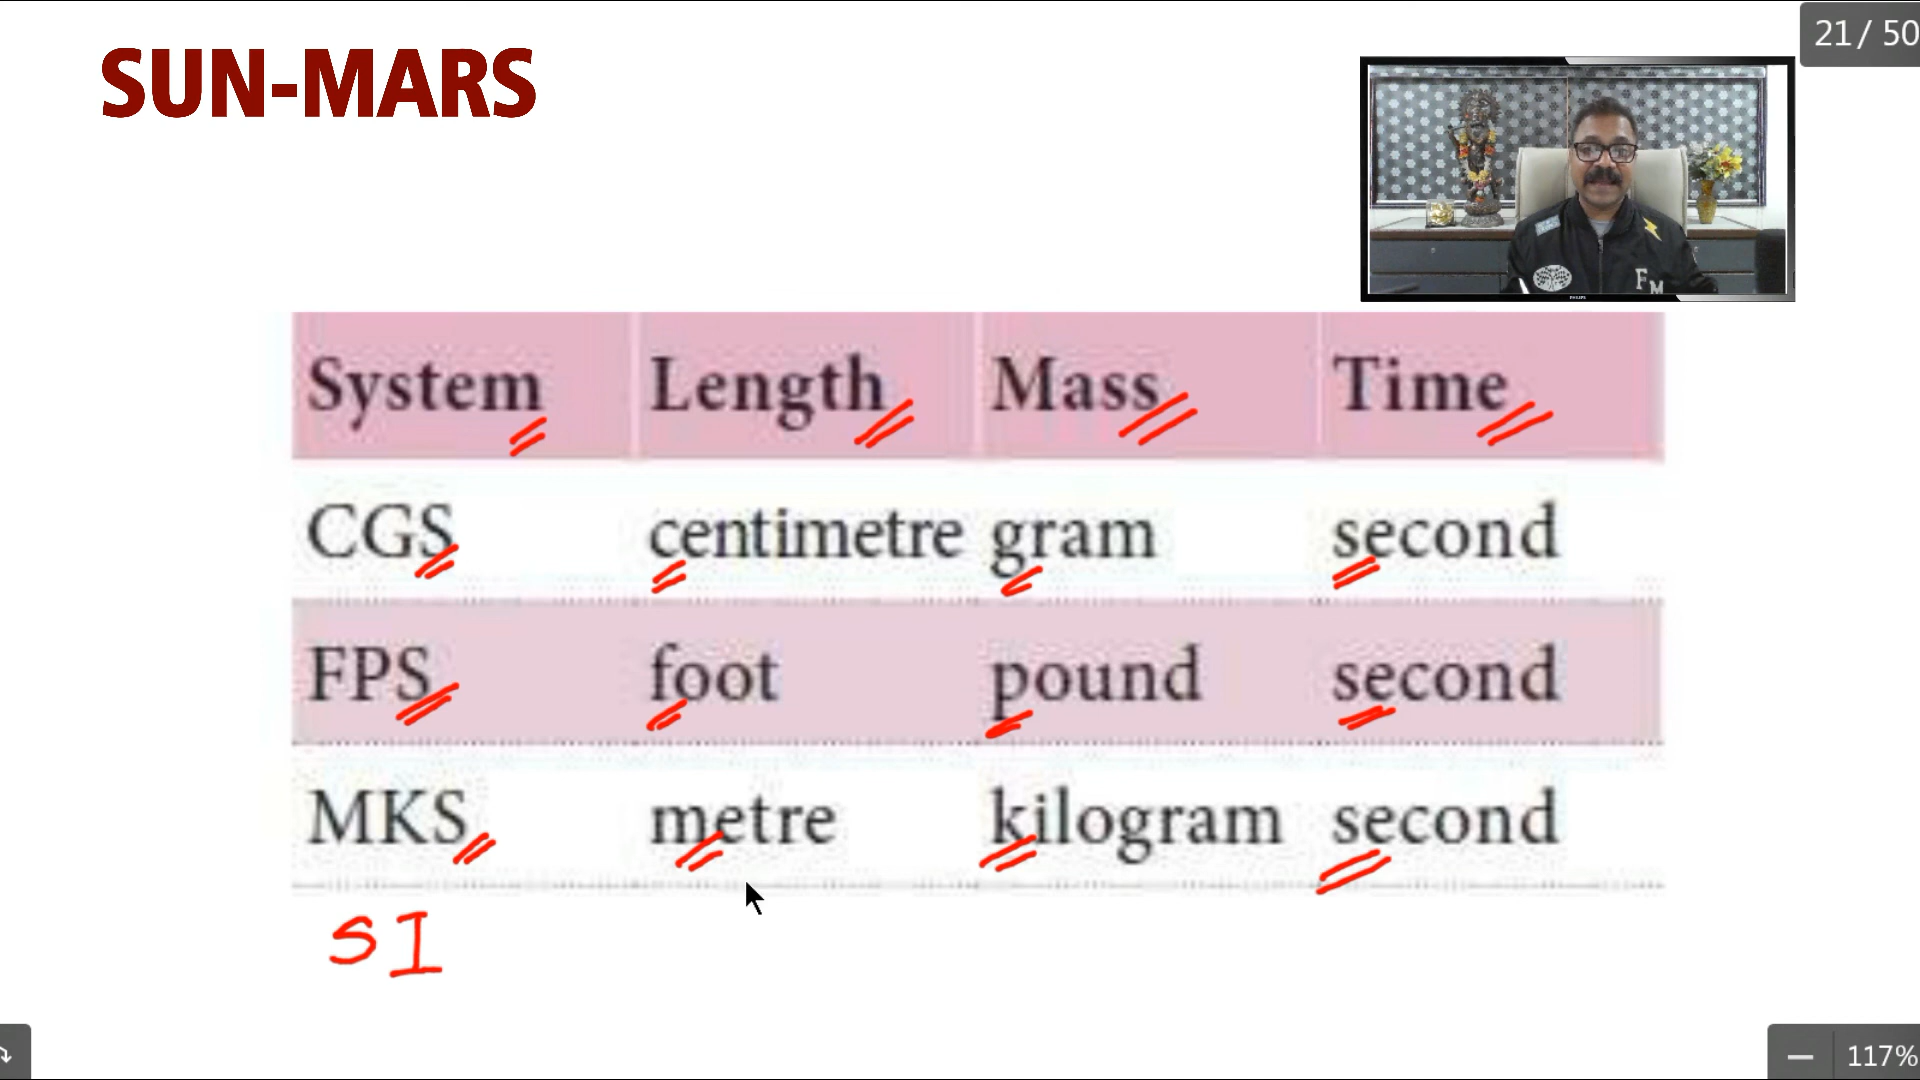 SUN-MARS
21 / 50
F M
PHILIPS
System Length Mass Time
CGS centimetre gram second
FPS foot pound second
MKS metre kilogram second
SI
117%